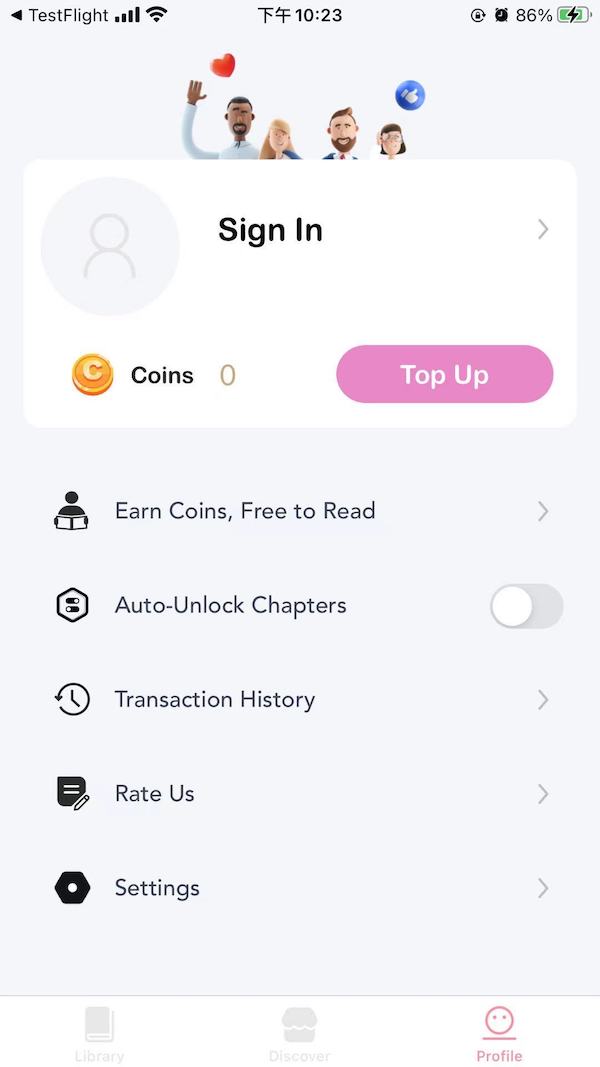 TestFlight 下午10:23 86%
Sign In
C Coins 0 Top Up
Earn Coins, Free to Read
Auto-Unlock Chapters
Transaction History
Rate Us
Settings
Library Discover Profile